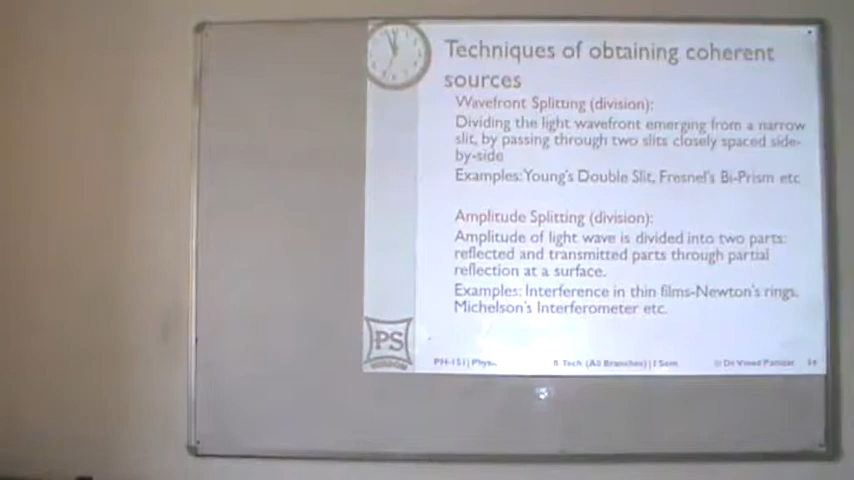 Techniques of obtaining coherent
sources
Wavefront Splitting (division):
Dividing the light wavefront emerging from a narrow
slit, by passing through two slits closely spaced side-
by-side
Examples: Young's Double Slit, Fresnel's Bi-Prism etc
Amplitude Splitting (division):
Amplitude of light wave is divided into two parts:
reflected and transmitted parts through partial
reflection at a surface.
Examples: Interference in thin films-Newton's rings,
Michelson's Interferometer etc.
PS
PH-151 | B. Tech. (All Branches) | I Sem © Dr Vinod